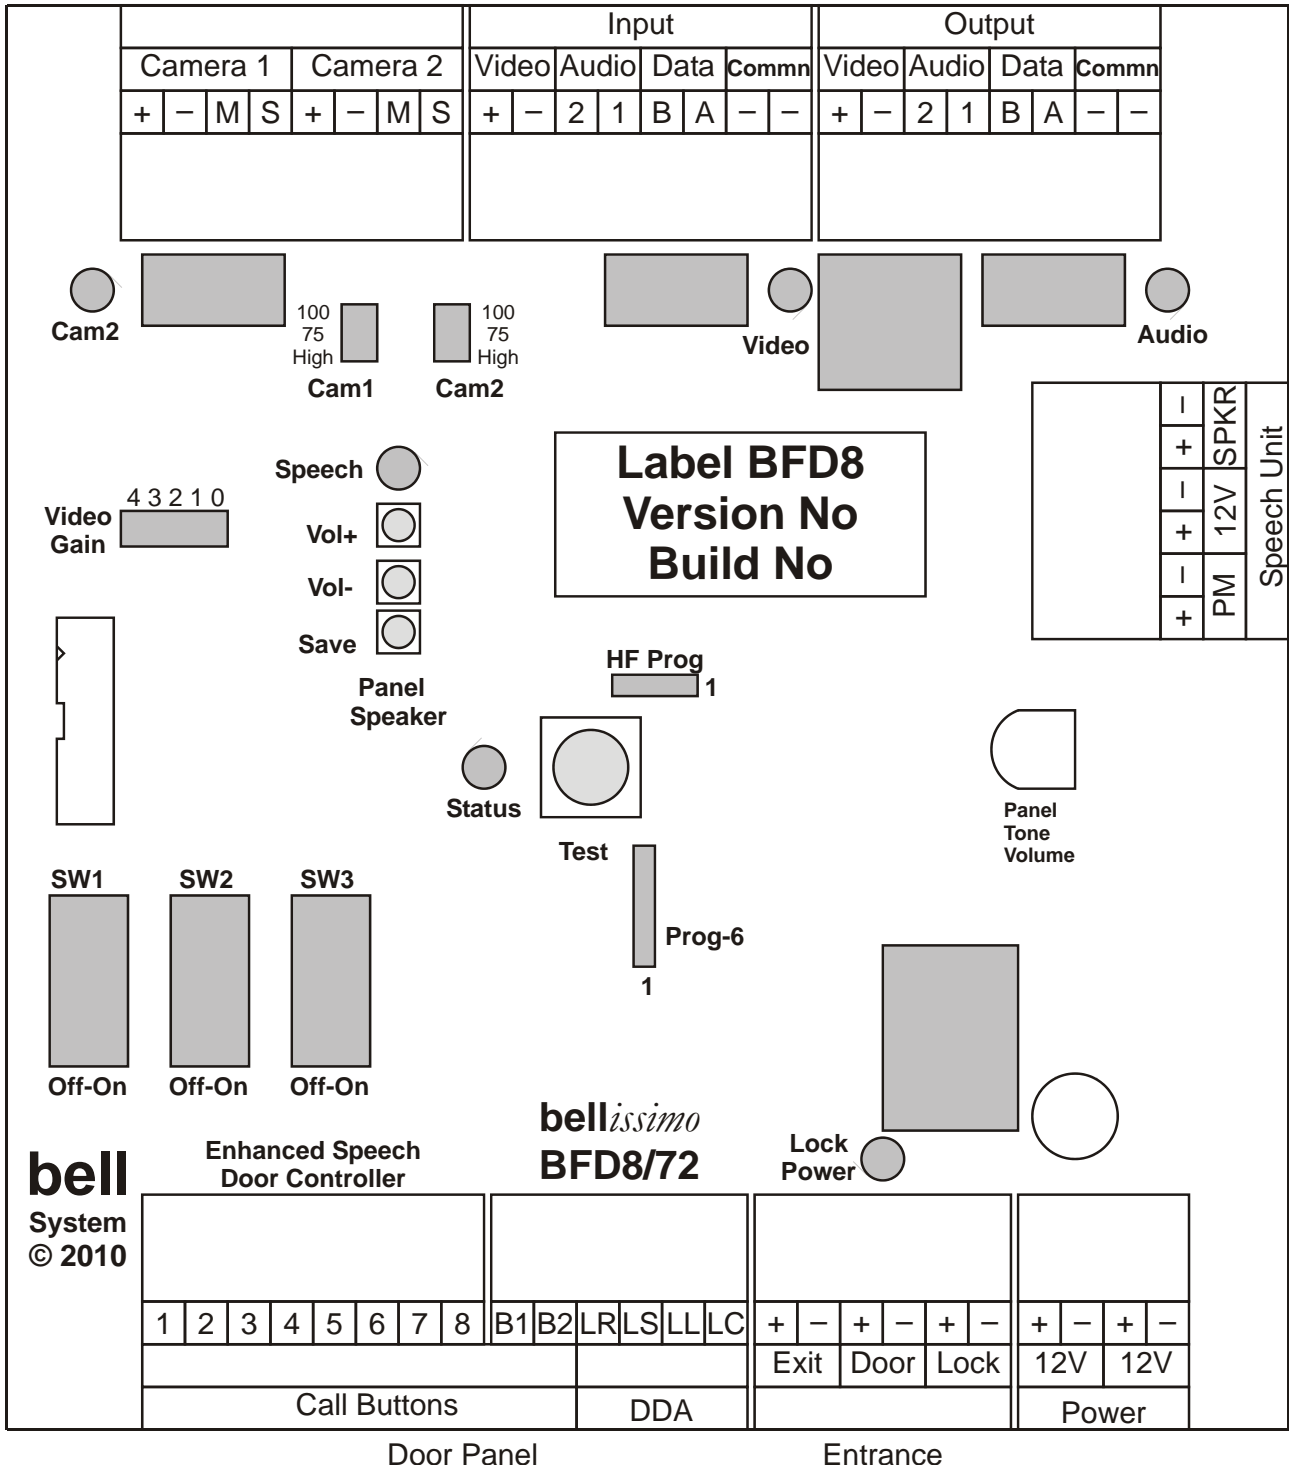 Input Output
Camera 1 Camera 2 Video Audio Data Commn Video Audio Data Commn
+ – M S + – M S + – 2 1 B A – – + – 2 1 B A – –
Cam2
100
75
High
Cam1
100
75
High
Cam2
Video
Audio
– + – + – +
SPKR 12V PM
Speech Unit
Speech
Label BFD8
Version No
Build No
Video
Gain
4 3 2 1 0
Vol+
Vol-
Save
Panel
Speaker
HF Prog
1
Status
Test
Panel
Tone
Volume
SW1 SW2 SW3
Prog-6
1
Off-On Off-On Off-On
bellissimo
BFD8/72
Enhanced Speech
Door Controller
Lock
Power
bell
System
© 2010
1 2 3 4 5 6 7 8 B1 B2 LR LS LL LC + – + – + – + – + –
Exit Door Lock 12V 12V
Call Buttons DDA Power
Door Panel Entrance